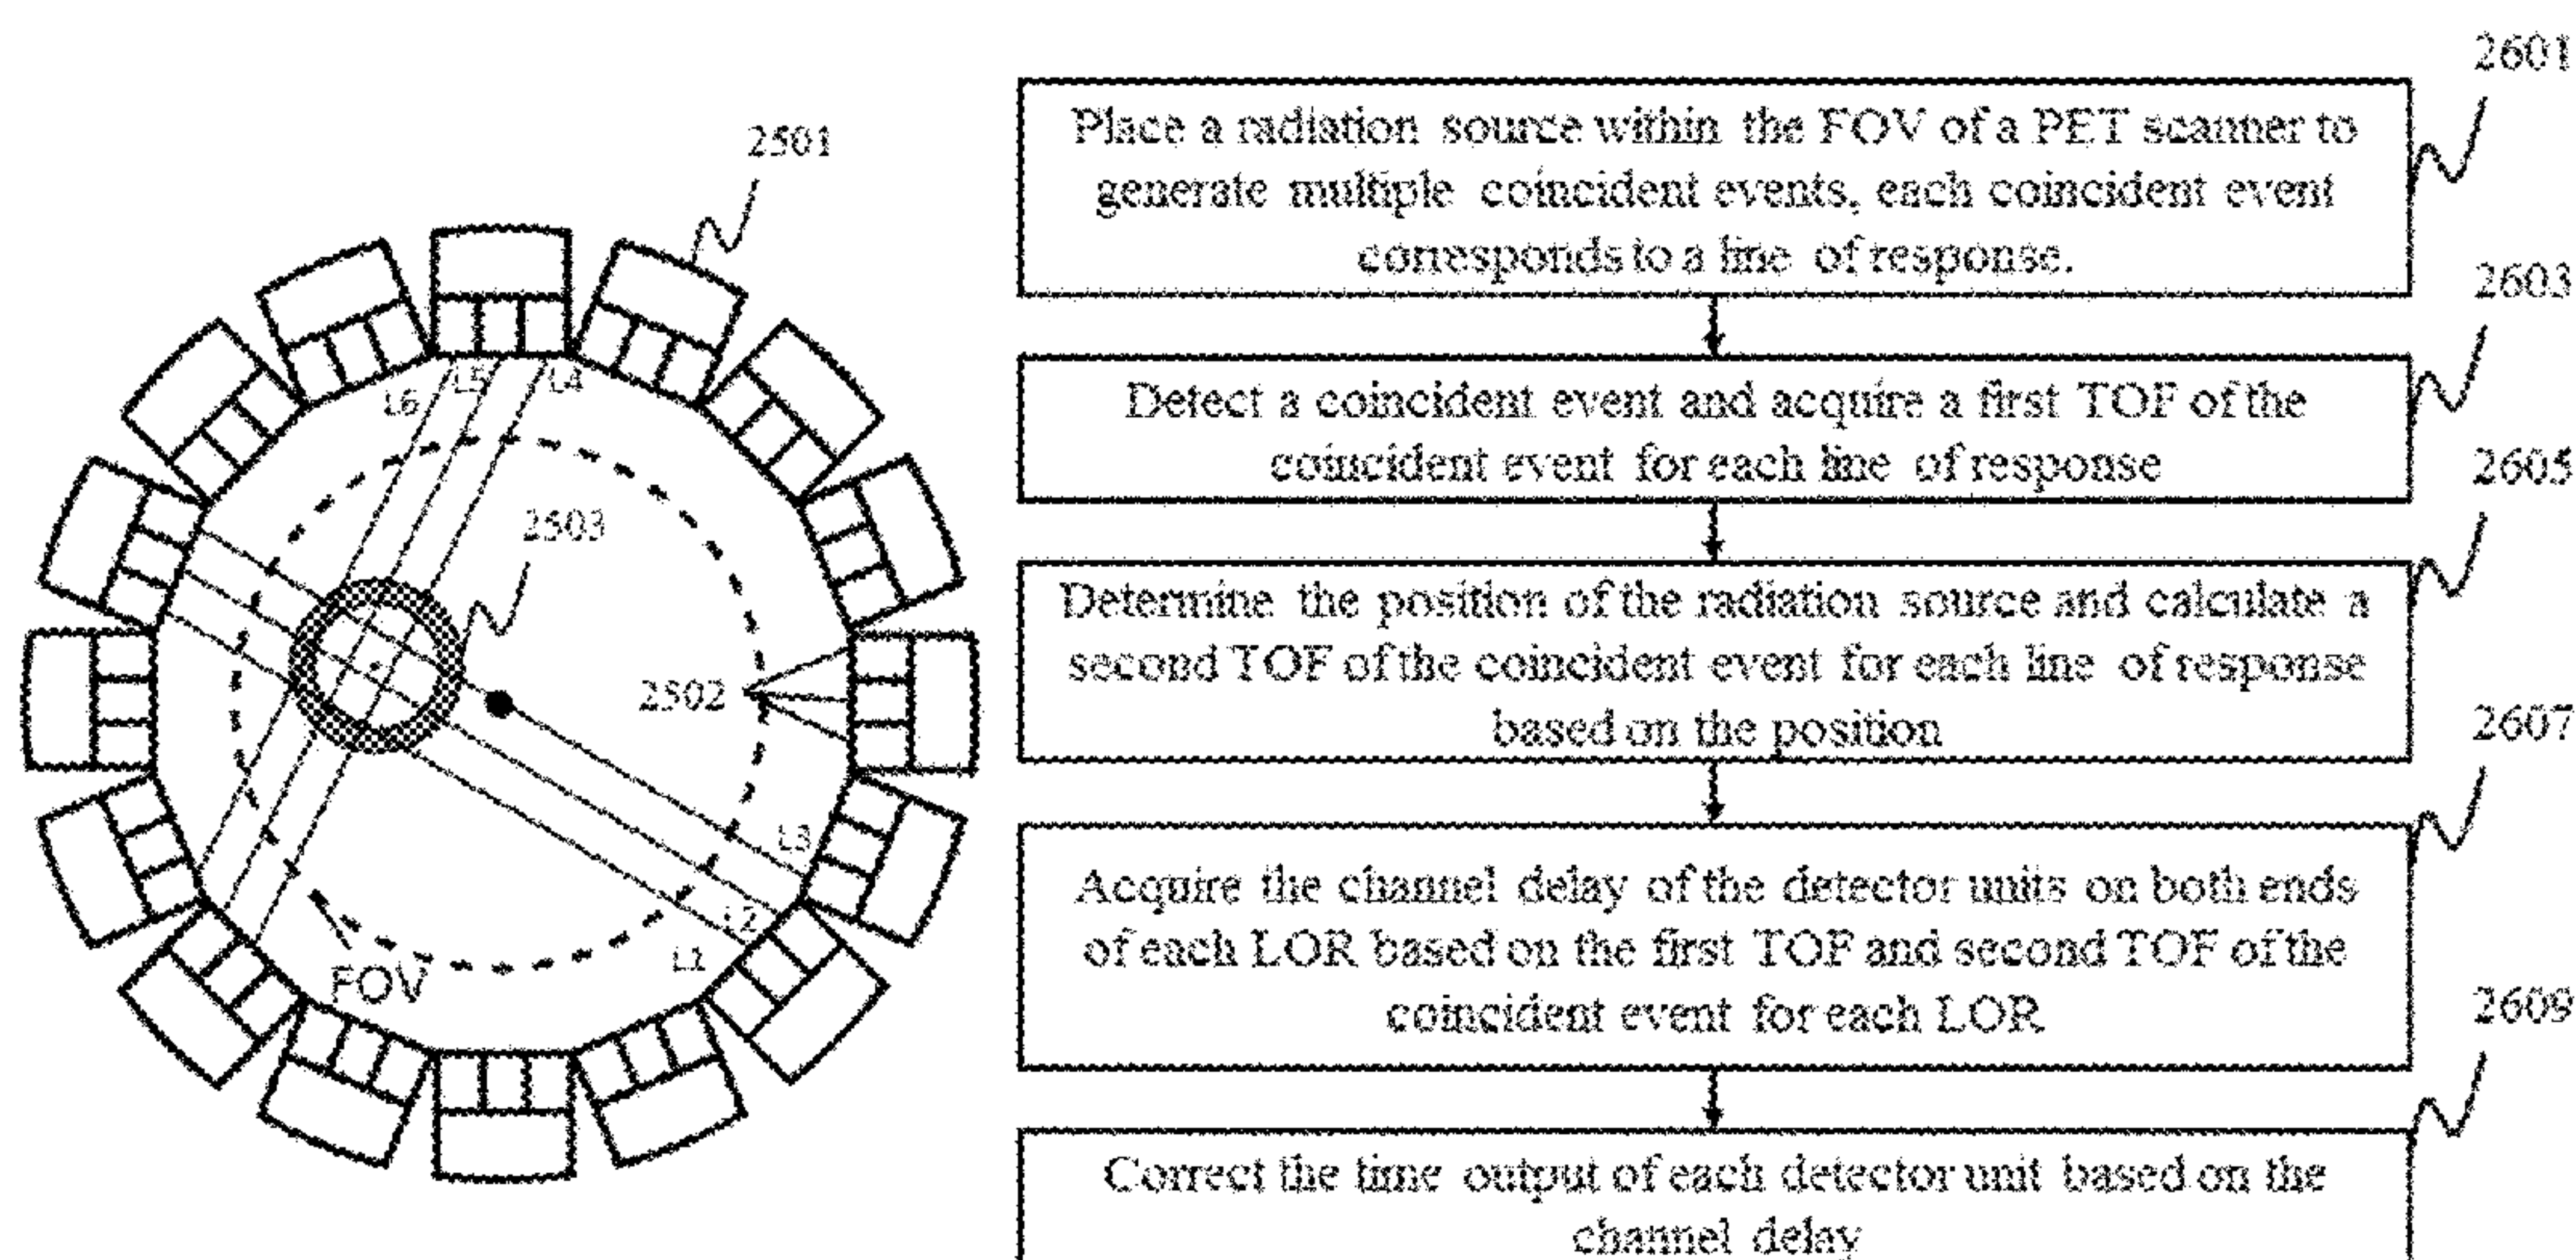 2501
L6
L5
L4
2503
2502
L3
L2
L1
FOV
2601
Place a radiation source within the FOV of a PET scanner to
generate multiple coincident events, each coincident event
corresponds to a line of response.
2603
Detect a coincident event and acquire a first TOF of the
coincident event for each line of response
2605
Determine the position of the radiation source and calculate a
second TOF of the coincident event for each line of response
based on the position
2607
Acquire the channel delay of the detector units on both ends
of each LOR based on the first TOF and second TOF of the
coincident event for each LOR
2609
Correct the time output of each detector unit based on the
channel delay